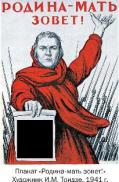 РОДИНА-МАТЬ
ЗОВЕТ!
Плакат «Родина-мать зовет!»
Художник И.М. Тоидзе, 1941 г.